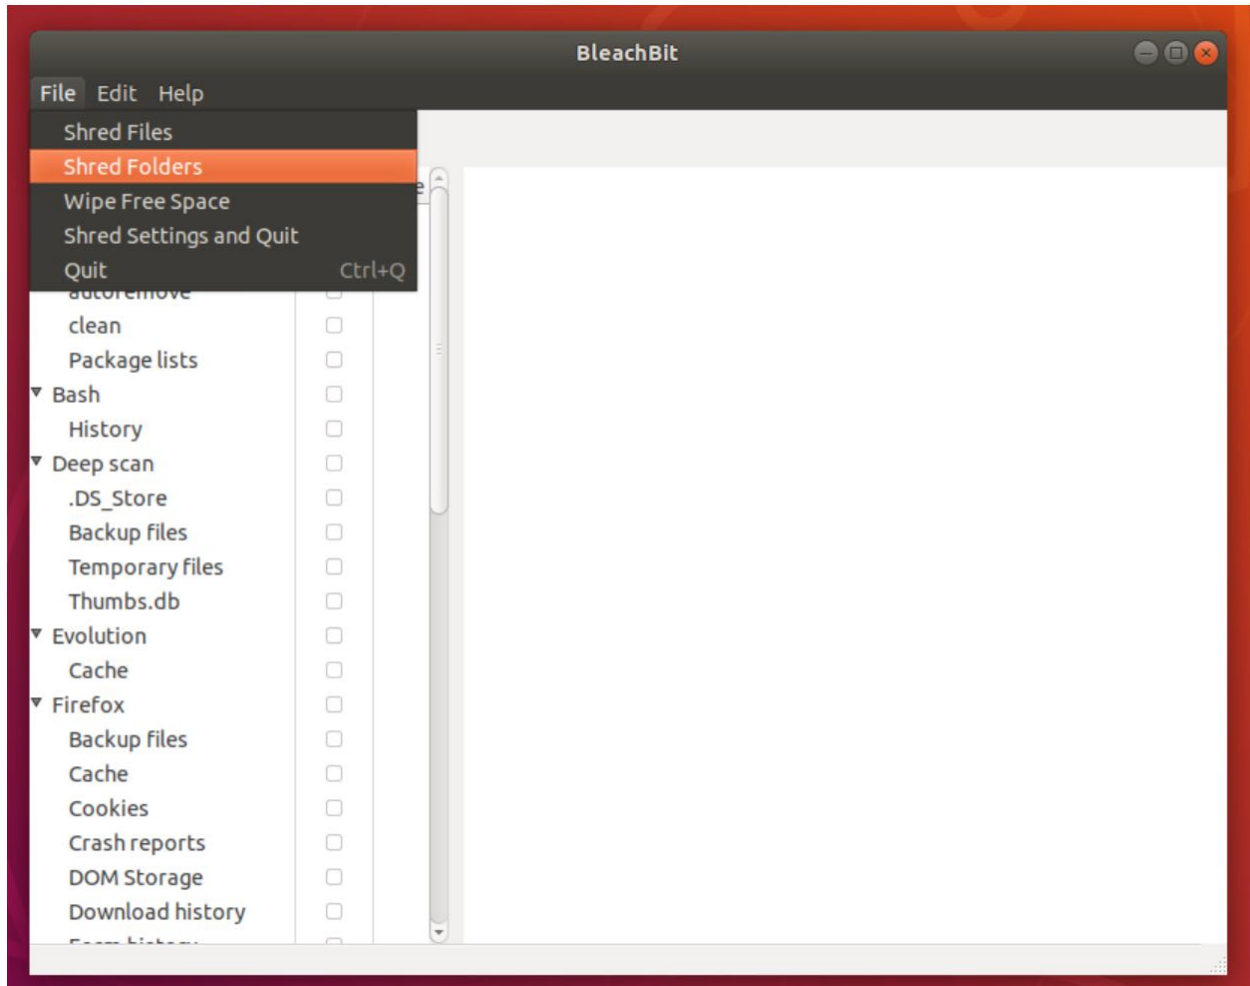 BleachBit
File Edit Help
Shred Files
Shred Folders
Wipe Free Space
Shred Settings and Quit
Quit Ctrl+Q
autoremove
clean
Package lists
Bash
History
Deep scan
.DS_Store
Backup files
Temporary files
Thumbs.db
Evolution
Cache
Firefox
Backup files
Cache
Cookies
Crash reports
DOM Storage
Download history